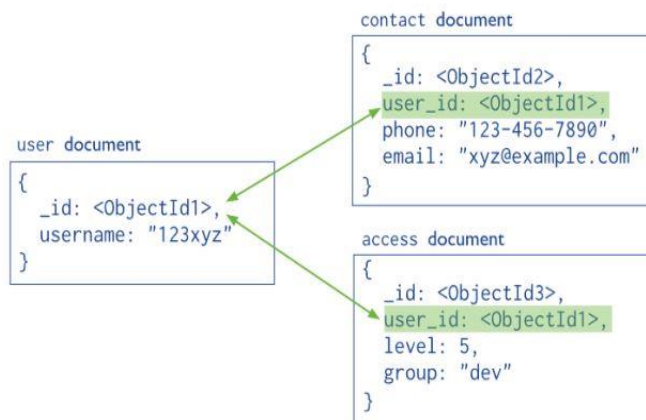 contact document
{
_id: <ObjectId2>,
user_id: <ObjectId1>,
phone: "123-456-7890",
email: "xyz@example.com"
}
user document
{
_id: <ObjectId1>,
username: "123xyz"
}
access document
{
_id: <ObjectId3>,
user_id: <ObjectId1>,
level: 5,
group: "dev"
}